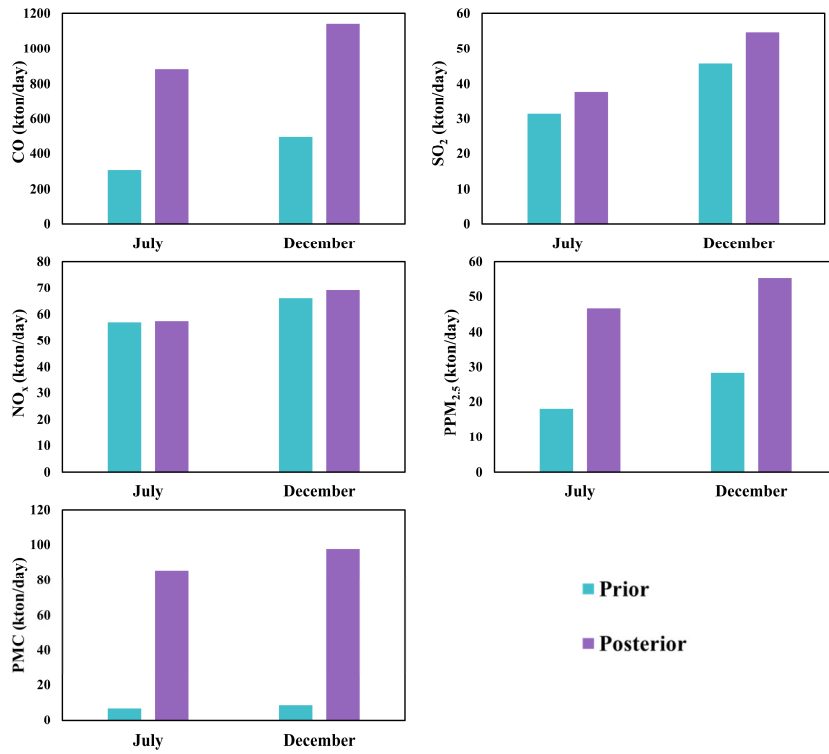 CO (kton/day)
1200
1000
800
600
400
200
0
July
December
SO₂ (kton/day)
60
50
40
30
20
10
0
July
December
NOₓ (kton/day)
80
70
60
50
40
30
20
10
0
July
December
PPM₂.₅ (kton/day)
60
50
40
30
20
10
0
July
December
PMC (kton/day)
120
100
80
60
40
20
0
July
December
Prior
Posterior